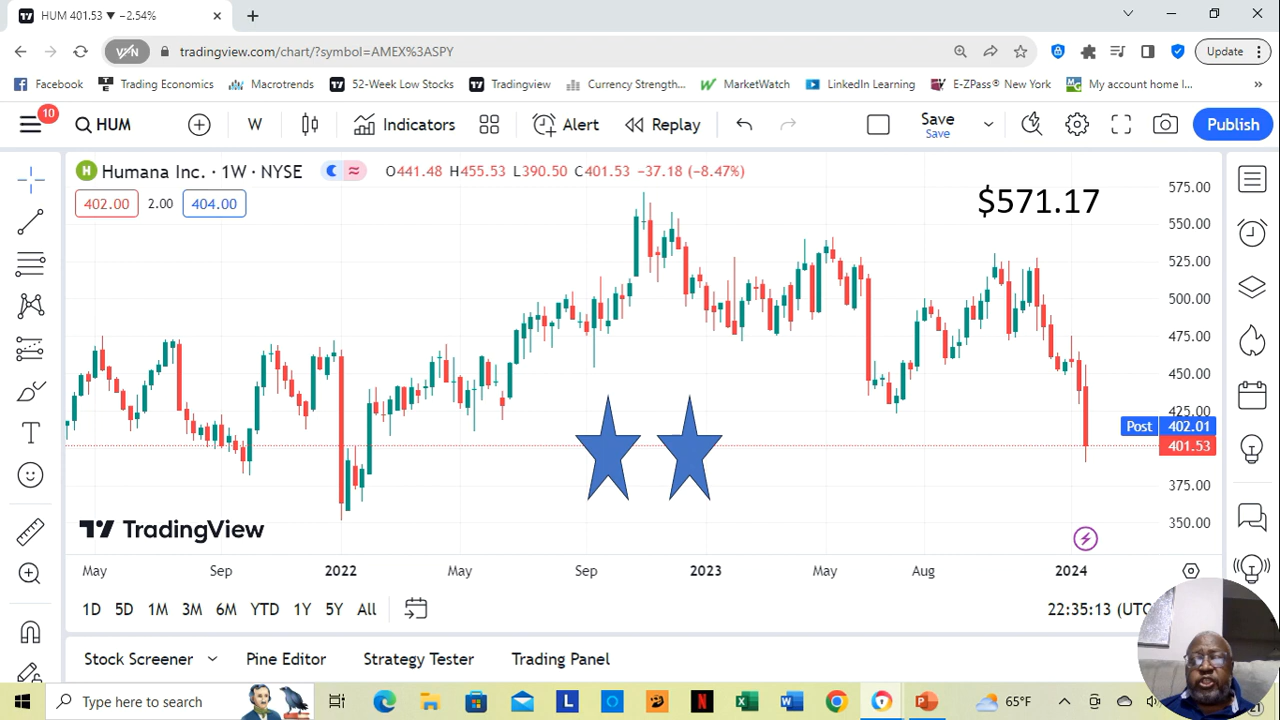 HUM 401.53 ▼ −2.54%
tradingview.com/chart/?symbol=AMEX%3ASPY
Update
Facebook
Trading Economics
Macrotrends
52-Week Low Stocks
Tradingview
Currency Strength...
MarketWatch
LinkedIn Learning
E-ZPass® New York
My account home I...
»
10
HUM
W
Indicators
Alert
Replay
Save
Save
Publish
Humana Inc. · 1W · NYSE
O441.48 H455.53 L390.50 C401.53 −37.18 (−8.47%)
402.00 2.00 404.00
$571.17
575.00
550.00
525.00
500.00
475.00
450.00
425.00
Post 402.01
401.53
375.00
350.00
TradingView
May Sep 2022 May Sep 2023 May Aug 2024
1D 5D 1M 3M 6M YTD 1Y 5Y All
22:35:13 (UTC
Stock Screener
Pine Editor
Strategy Tester
Trading Panel
Type here to search
65°F